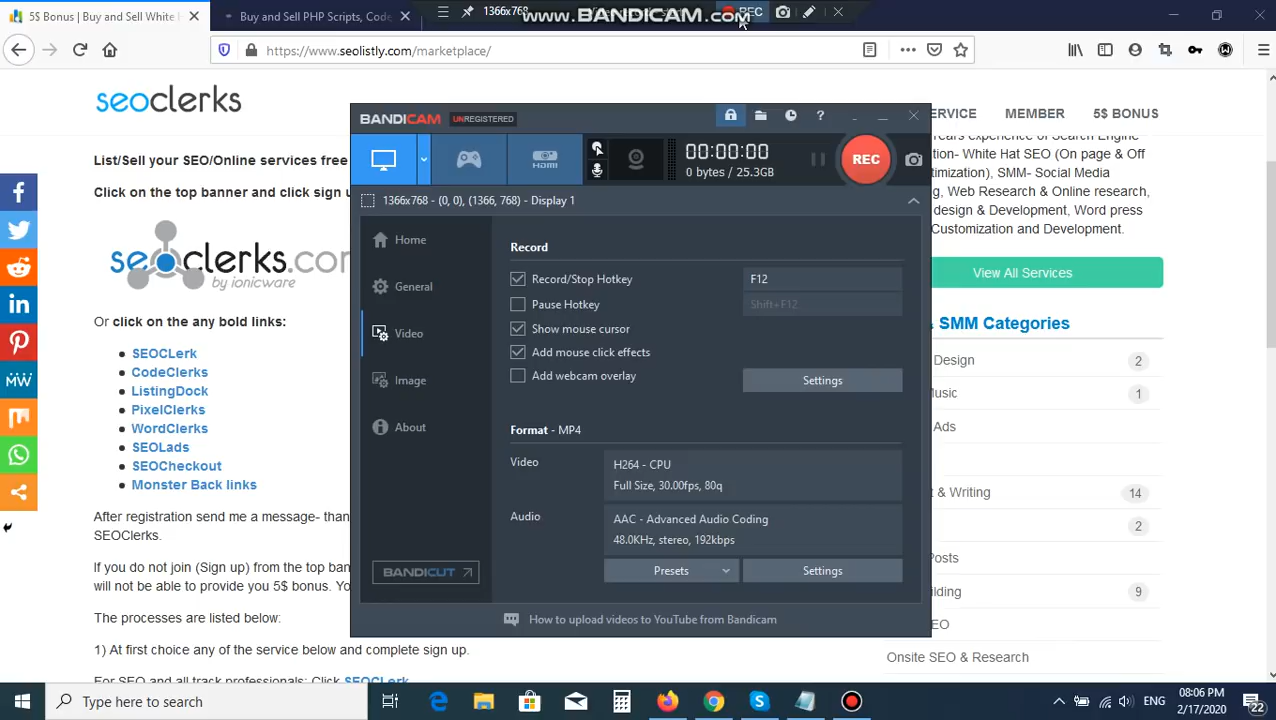 5$ Bonus | Buy and Sell White H
Buy and Sell PHP Scripts, Code,
1366x768
www.BANDICAM.com
REC
https://www.seolistly.com/marketplace/
seoclerks
SERVICE
MEMBER
5$ BONUS
List/Sell your SEO/Online services free
Click on the top banner and click sign u
seoclerks.com
by ionicware
Or click on the any bold links:
SEOCLerk
CodeClerks
ListingDock
PixelClerks
WordClerks
SEOLads
SEOCheckout
Monster Back links
After registration send me a message- than
SEOClerks.
If you do not join (Sign up) from the top ban
will not be able to provide you 5$ bonus. Yo
The processes are listed below:
1) At first choice any of the service below and complete sign up.
For SEO and all track professionals: Click SEOCLerk
BANDICAM
UNREGISTERED
?
HDMI
00:00:00
0 bytes / 25.3GB
REC
1366x768 - (0, 0), (1366, 768) - Display 1
Home
General
Video
Image
About
BANDICUT
Record
Record/Stop Hotkey
F12
Pause Hotkey
Shift+F12
Show mouse cursor
Add mouse click effects
Add webcam overlay
Settings
Format - MP4
Video
H264 - CPU
Full Size, 30.00fps, 80q
Audio
AAC - Advanced Audio Coding
48.0KHz, stereo, 192kbps
Presets
Settings
How to upload videos to YouTube from Bandicam
Years Experience of Search Engine
tion- White Hat SEO (On page & Off
timization), SMM- Social Media
g, Web Research & Online research,
design & Development, Word press
Customization and Development.
View All Services
& SMM Categories
Design
2
Music
1
Ads
t & Writing
14
2
Posts
uilding
9
EO
Onsite SEO & Research
MW
Type here to search
ENG
08:06 PM
2/17/2020
22